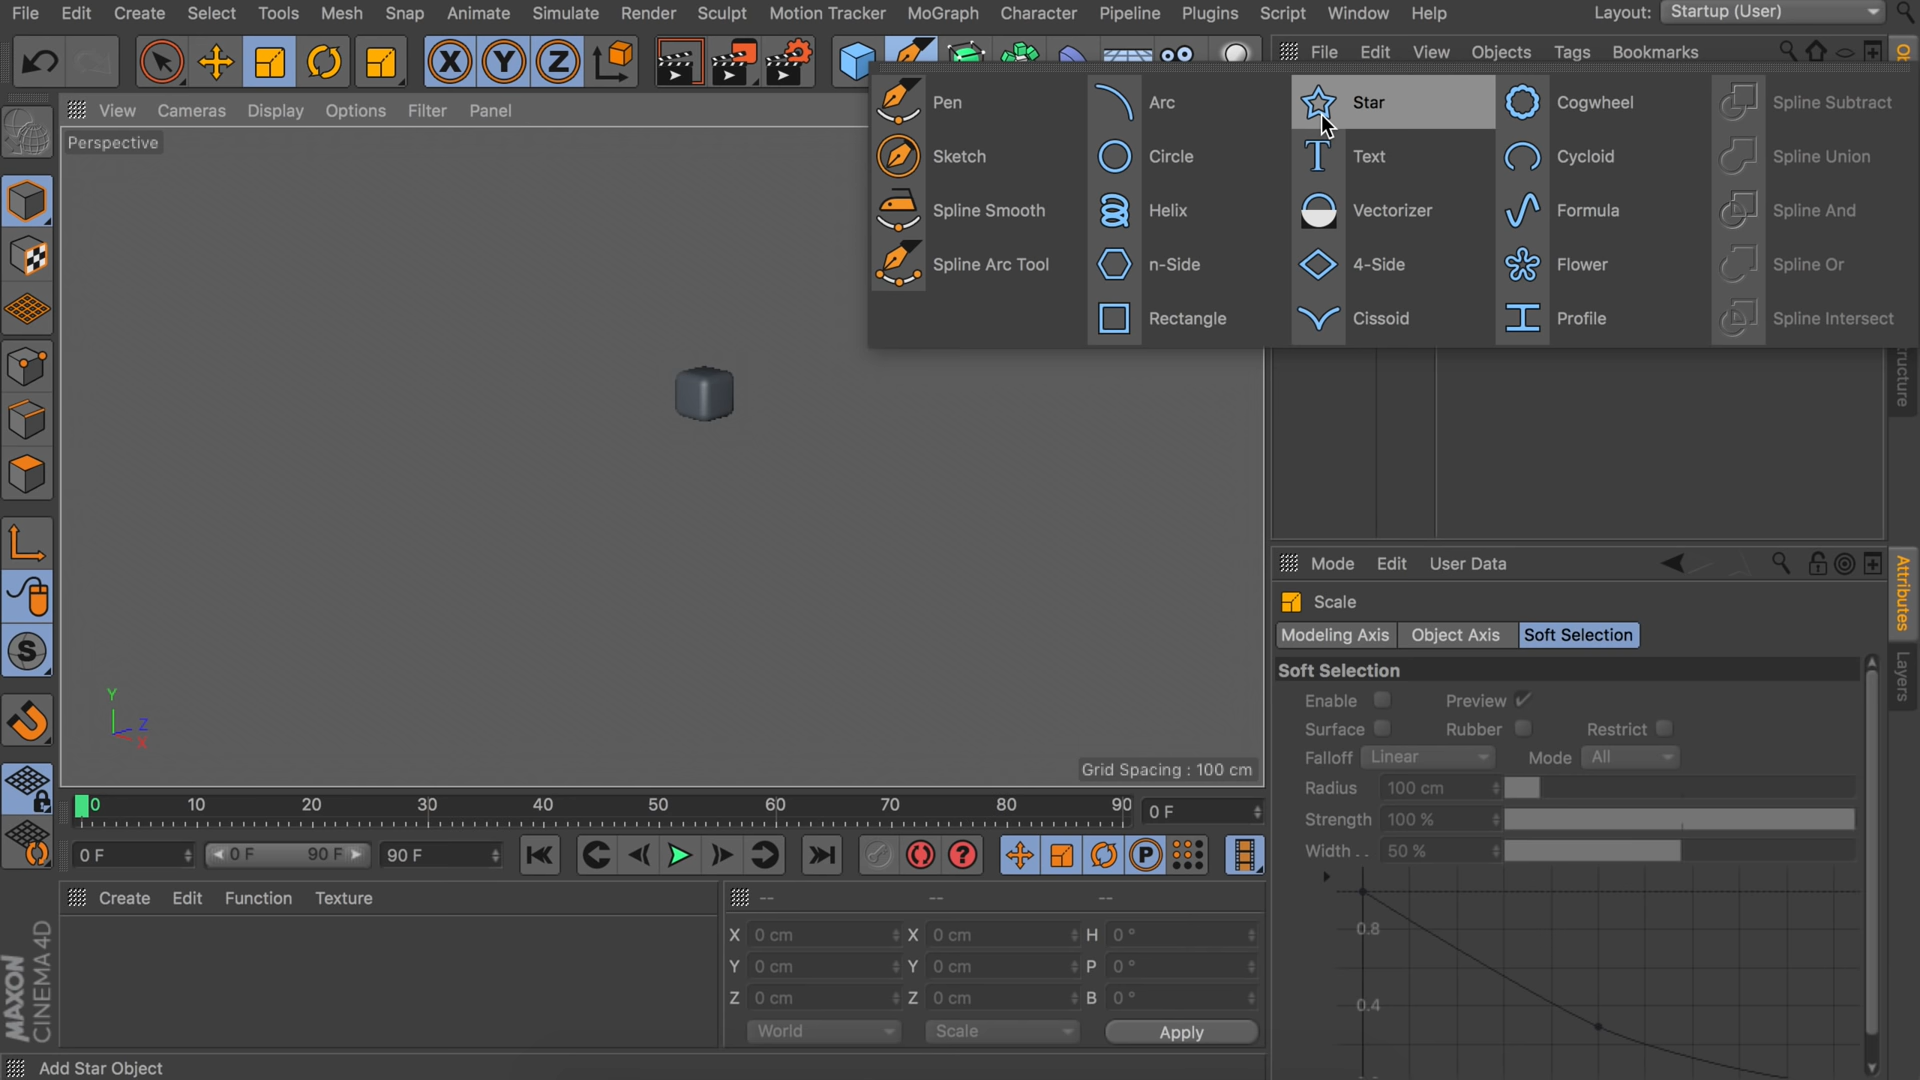 File Edit Create Select Tools Mesh Snap Animate Simulate Render Sculpt Motion Tracker MoGraph Character Pipeline Plugins Script Window Help Layout: Startup (User)
File Edit View Objects Tags Bookmarks
View Cameras Display Options Filter Panel
Perspective
Pen Arc Star Cogwheel Spline Subtract
Sketch Circle Text Cycloid Spline Union
Spline Smooth Helix Vectorizer Formula Spline And
Spline Arc Tool n-Side 4-Side Flower Spline Or
Rectangle Cissoid Profile Spline Intersect
Mode Edit User Data
Attributes
Layers
Scale
Modeling Axis Object Axis Soft Selection
Soft Selection
Enable Preview
Surface Rubber Restrict
Falloff Linear Mode All
Radius 100 cm
Strength 100 %
Width . . 50 %
0.8
0.4
Y
Z
X
Grid Spacing : 100 cm
0 10 20 30 40 50 60 70 80 90 0 F
0 F 0 F 90 F 90 F
Create Edit Function Texture
-- -- --
X 0 cm X 0 cm H 0 °
Y 0 cm Y 0 cm P 0 °
Z 0 cm Z 0 cm B 0 °
World Scale Apply
MAXON
CINEMA 4D
Add Star Object